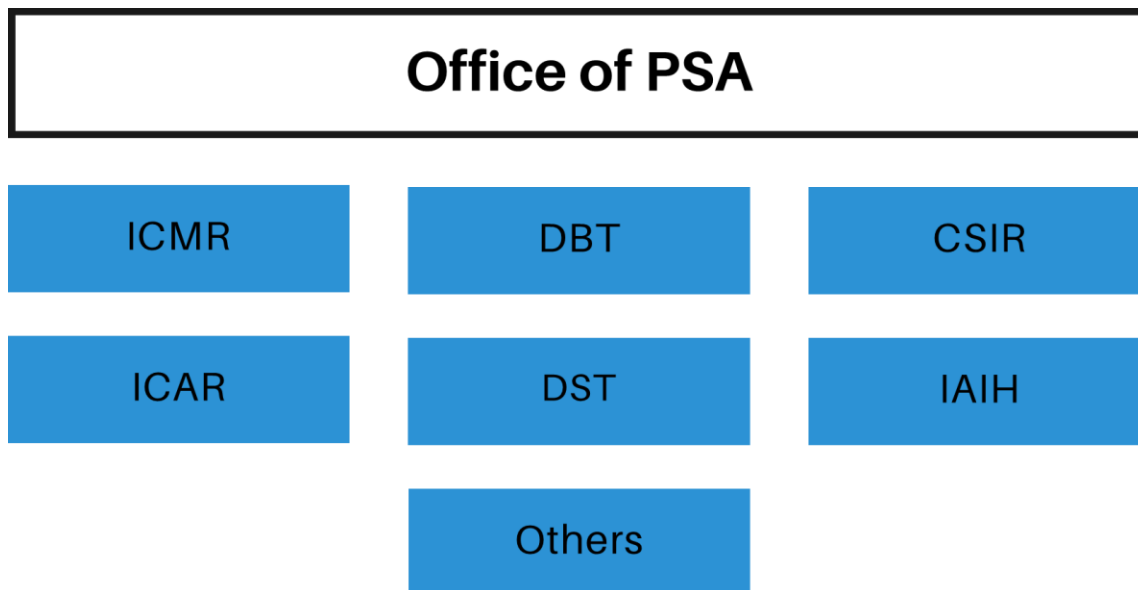 Office of PSA
ICMR
DBT
CSIR
ICAR
DST
IAIH
Others